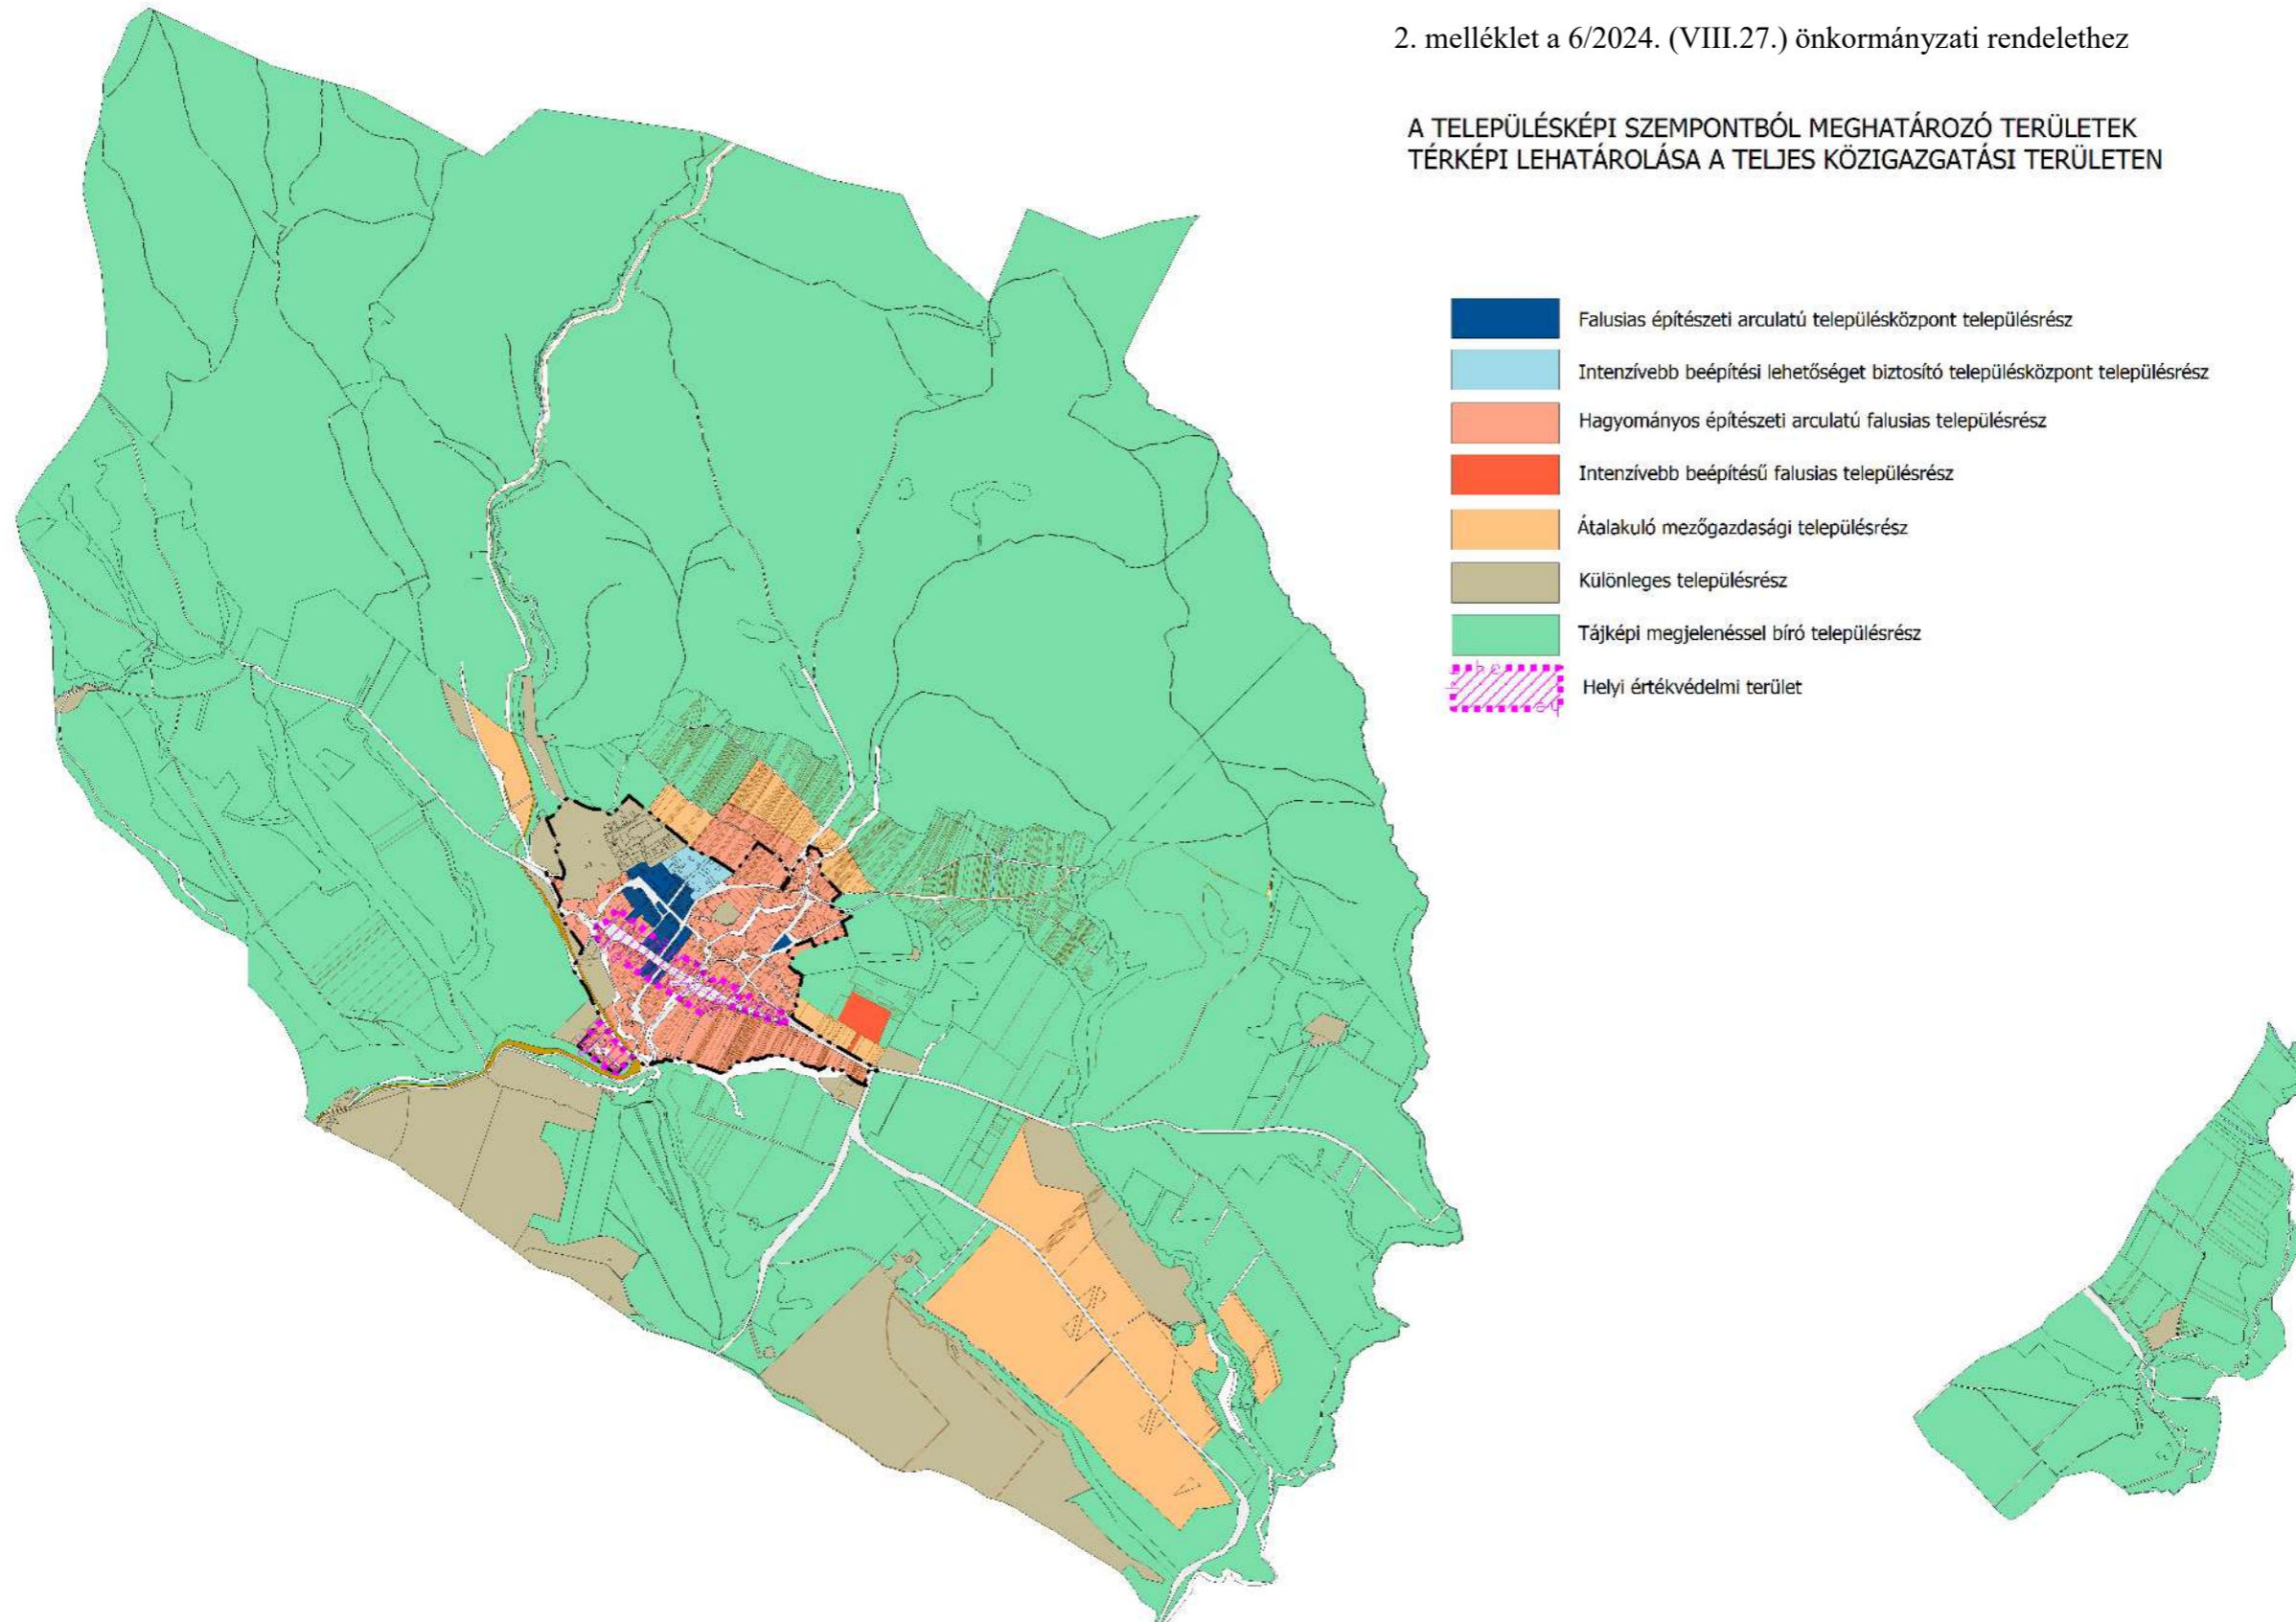 2. melléklet a 6/2024. (VIII.27.) önkormányzati rendelethez
A TELEPÜLÉSKÉPI SZEMPONTBÓL MEGHATÁROZÓ TERÜLETEK
TÉRKÉPI LEHATÁROLÁSA A TELJES KÖZIGAZGATÁSI TERÜLETEN
Falusias építészeti arculatú településközpont településrész
Intenzívebb beépítési lehetőséget biztosító településközpont településrész
Hagyományos építészeti arculatú falusias településrész
Intenzívebb beépítésű falusias településrész
Átalakuló mezőgazdasági településrész
Különleges településrész
Tájképi megjelenéssel bíró településrész
Helyi értékvédelmi terület